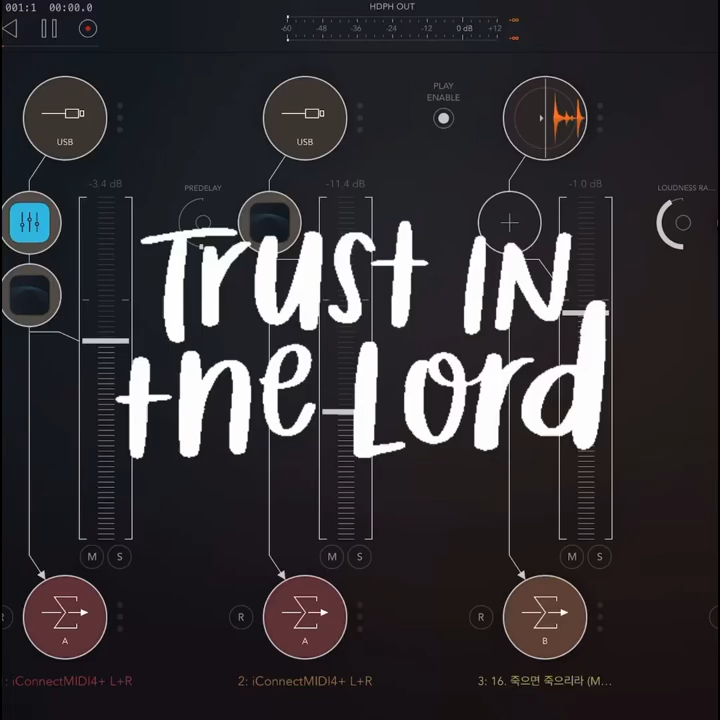 001:1 00:00.0
HDPH OUT
-60 -48 -36 -24 -12 0 dB +12
-∞
-∞
USB
USB
PLAY
ENABLE
-3.4 dB
PREDELAY
-11.4 dB
-1.0 dB
LOUDNESS RA...
Trust IN
the Lord
M S
M S
M S
R
R
R
A
A
B
: iConnectMIDI4+ L+R
2: iConnectMIDI4+ L+R
3: 16. 죽으면 죽으리라 (M...